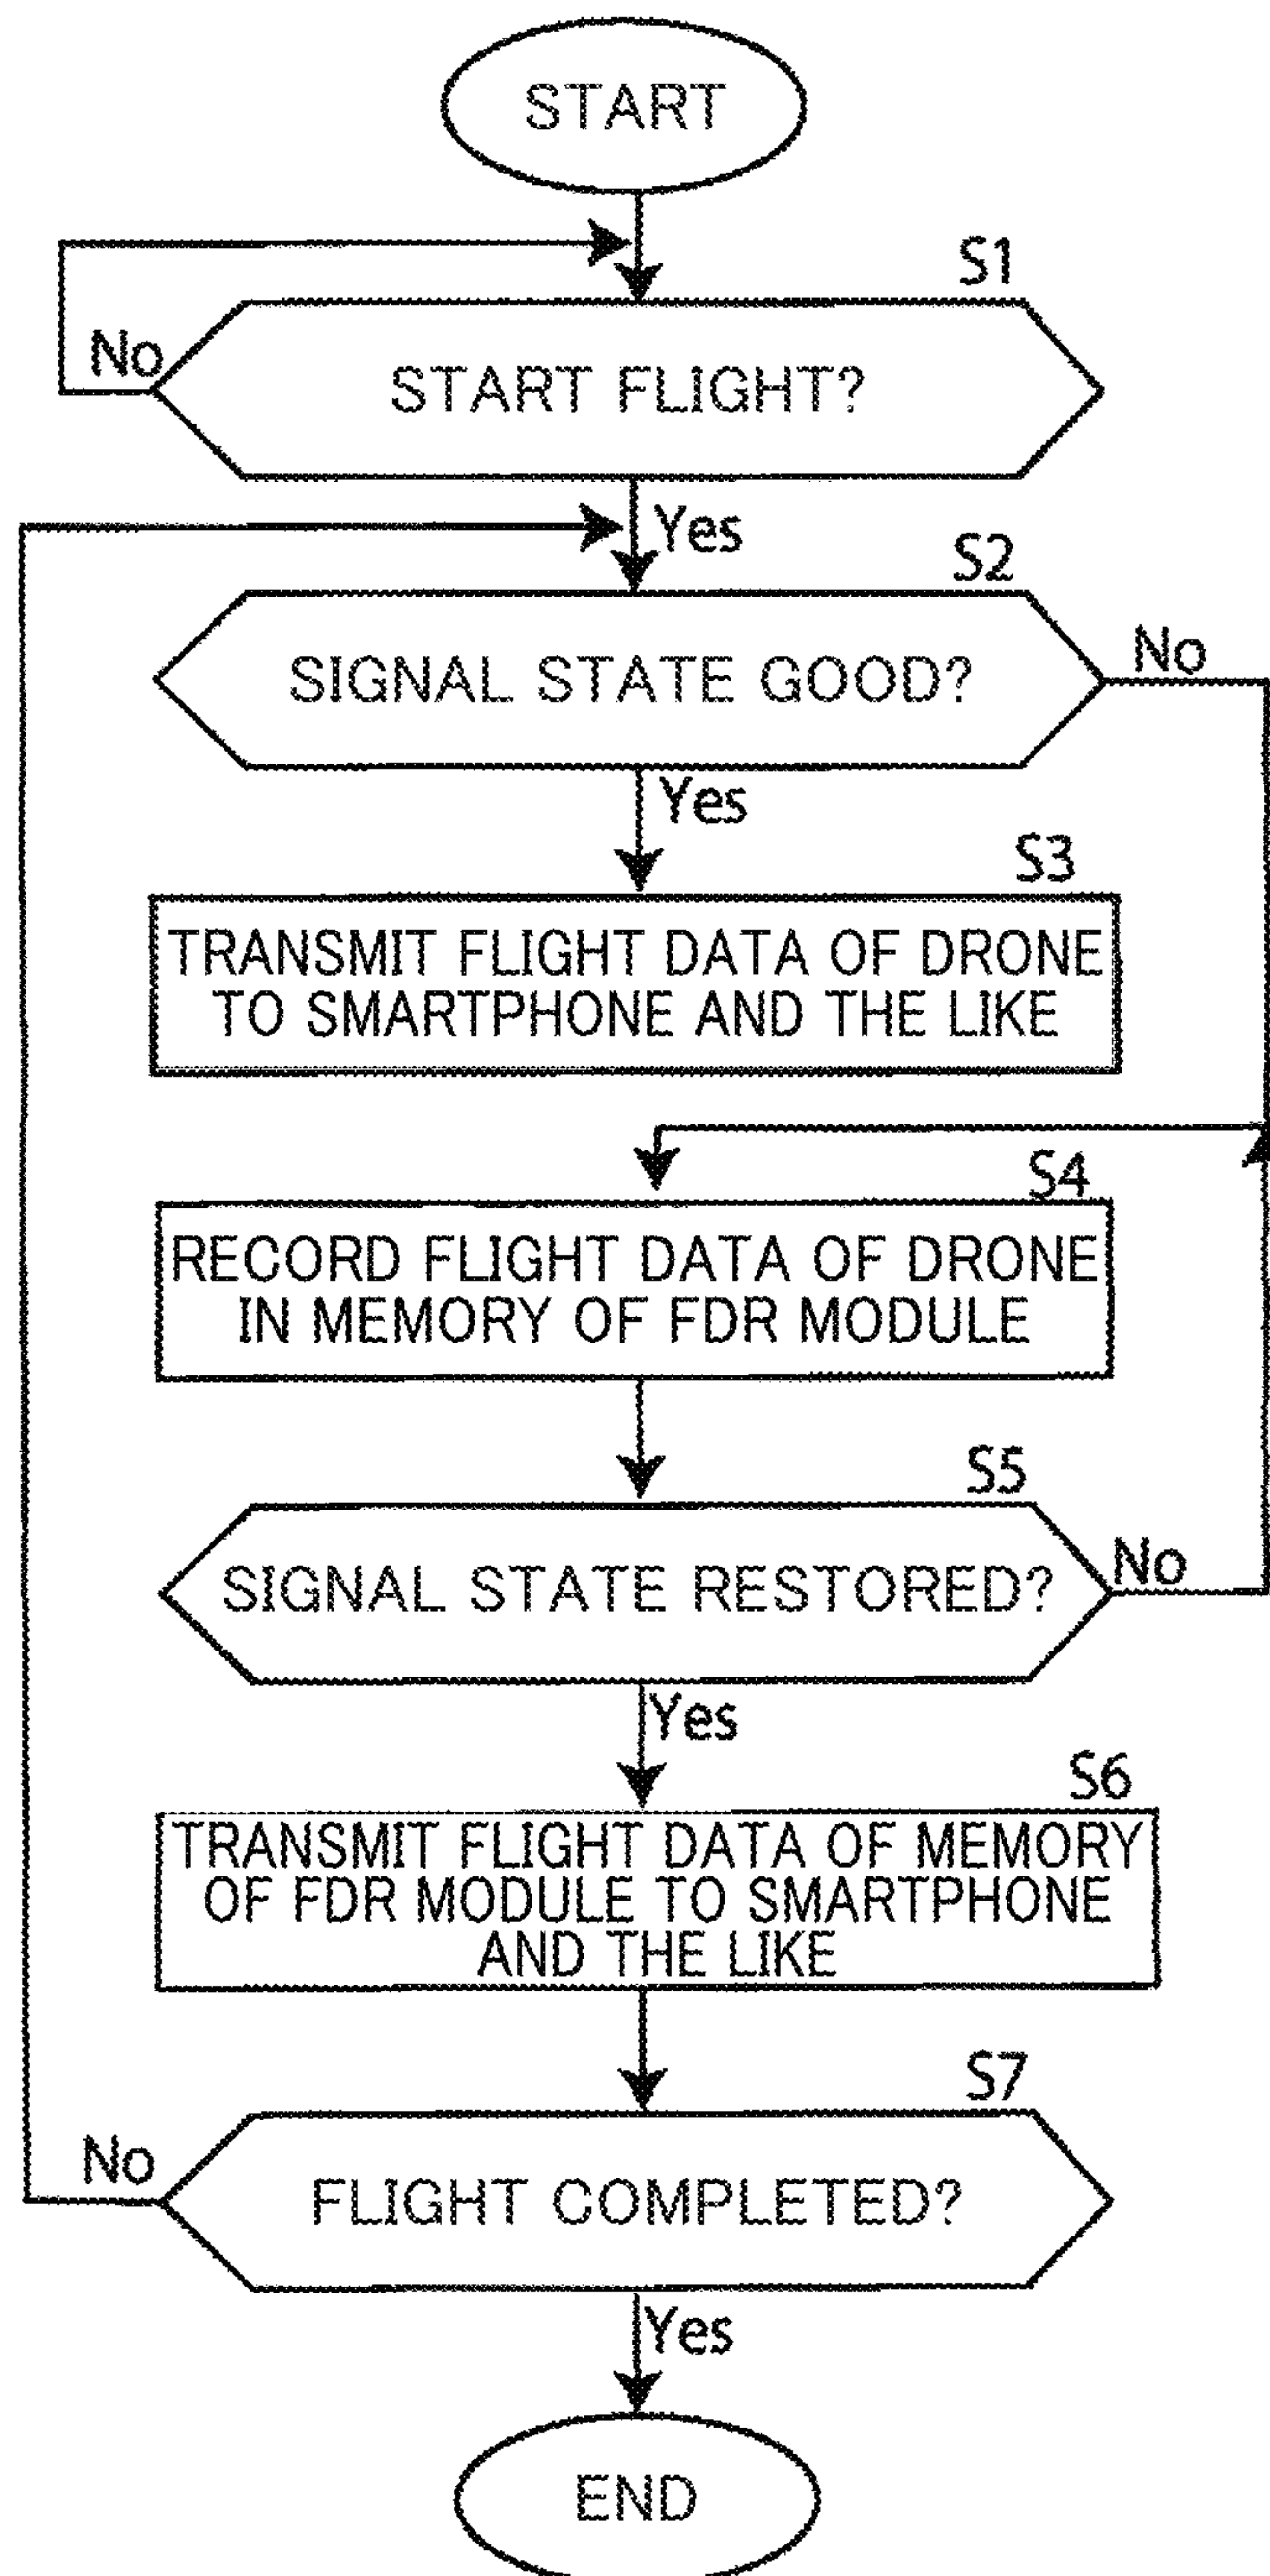 START
S1
No
START FLIGHT?
Yes
S2
SIGNAL STATE GOOD?
No
Yes
S3
TRANSMIT FLIGHT DATA OF DRONE
TO SMARTPHONE AND THE LIKE
S4
RECORD FLIGHT DATA OF DRONE
IN MEMORY OF FDR MODULE
S5
SIGNAL STATE RESTORED?
No
Yes
S6
TRANSMIT FLIGHT DATA OF MEMORY
OF FDR MODULE TO SMARTPHONE
AND THE LIKE
S7
No
FLIGHT COMPLETED?
Yes
END